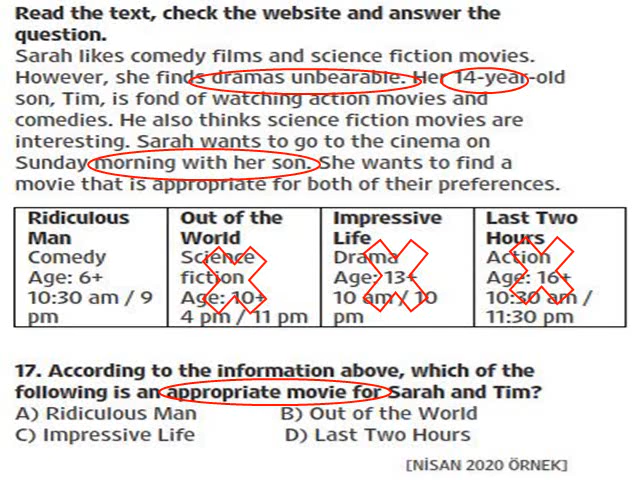 Read the text, check the website and answer the
question.
Sarah likes comedy films and science fiction movies.
However, she finds dramas unbearable. Her 14-year-old
son, Tim, is fond of watching action movies and
comedies. He also thinks science fiction movies are
interesting. Sarah wants to go to the cinema on
Sunday morning with her son. She wants to find a
movie that is appropriate for both of their preferences.
Ridiculous
Man
Comedy
Age: 6+
10:30 am / 9
pm
Out of the
World
Science
fiction
Age: 10+
4 pm / 11 pm
Impressive
Life
Drama
Age: 13+
10 am / 10
pm
Last Two
Hours
Action
Age: 16+
10:30 am /
11:30 pm
17. According to the information above, which of the
following is an appropriate movie for Sarah and Tim?
A) Ridiculous Man B) Out of the World
C) Impressive Life D) Last Two Hours
[NİSAN 2020 ÖRNEK]